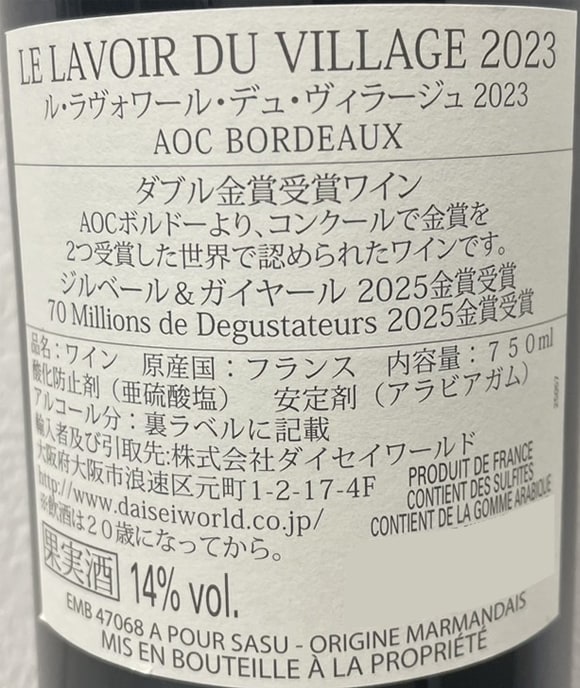 LE LAVOIR DU VILLAGE 2023
ル・ラヴォワール・デュ・ヴィラージュ 2023
AOC BORDEAUX
ダブル金賞受賞ワイン
AOCボルドーより、コンクールで金賞を
2つ受賞した世界で認められたワインです。
ジルベール＆ガイヤール 2025金賞受賞
70 Millions de Degustateurs 2025金賞受賞
品名：ワイン 原産国：フランス 内容量：７５０ml
酸化防止剤（亜硫酸塩） 安定剤（アラビアガム）
アルコール分：裏ラベルに記載
輸入者及び引取先:株式会社ダイセイワールド
大阪府大阪市浪速区元町1-2-17-4F
http://www.daiseiworld.co.jp/
※飲酒は２０歳になってから。
PRODUIT DE FRANCE
CONTIENT DES SULFITES
CONTIENT DE LA GOMME ARABIQUE
果実酒 14% vol.
EMB 47068 A POUR SASU - ORIGINE MARMANDAIS
MIS EN BOUTEILLE À LA PROPRIÉTÉ